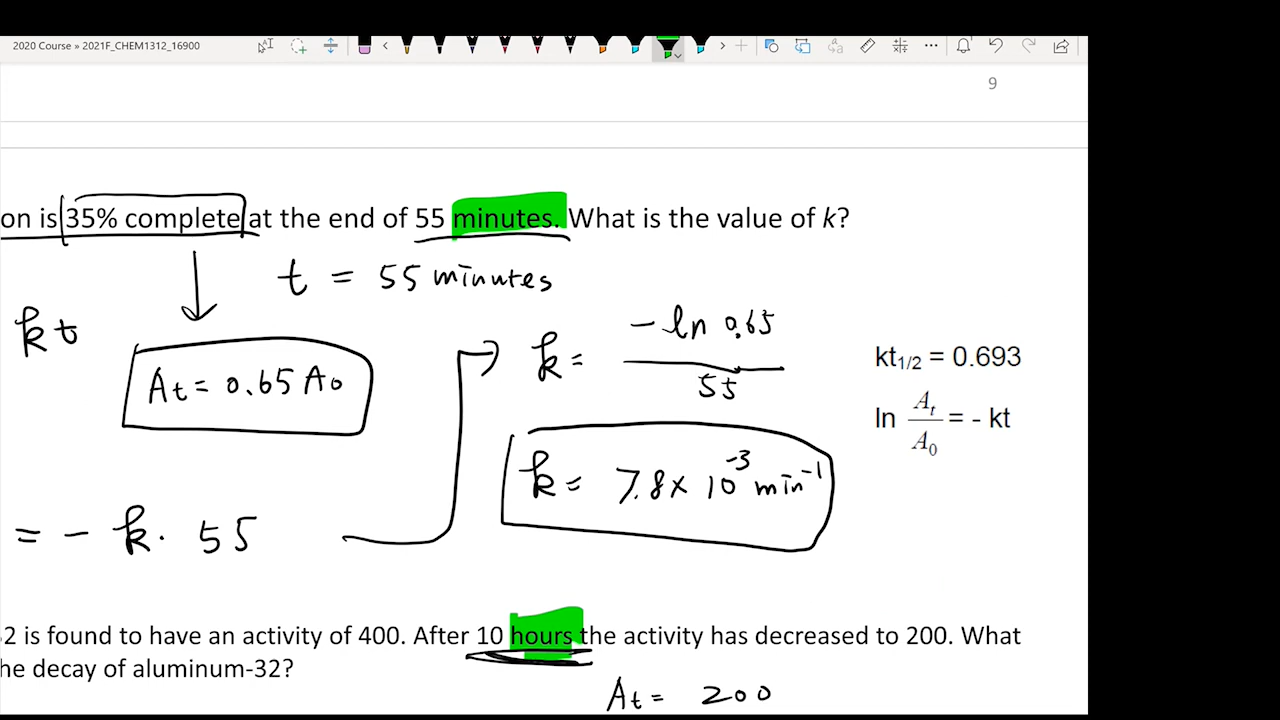 2020 Course » 2021F_CHEM1312_16900
9
on is 35% complete at the end of 55 minutes. What is the value of k?
t = 55 minutes
kt
At = 0.65 A0
k = -ln 0.65 / 55
kt1/2 = 0.693
ln At/A0 = - kt
k = 7.8 x 10^-3 min^-1
= - k. 55
32 is found to have an activity of 400. After 10 hours the activity has decreased to 200. What
he decay of aluminum-32?
At = 200